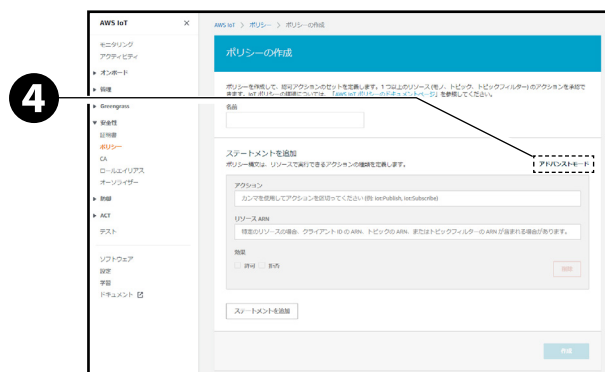 AWS IoT
モニタリング
アクティビティ
オンボード
管理
Greengrass
安全性
証明書
ポリシー
CA
ロールエイリアス
オーソライザー
防御
ACT
テスト
ソフトウェア
設定
学習
ドキュメント
4
AWS IoT > ポリシー > ポリシーの作成
ポリシーの作成
ポリシーを作成して、認可アクションのセットを定義します。1 つ以上のリソース (モノ、トピック、トピックフィルター) のアクションを承認で
きます。IoT ポリシーの詳細については、「AWS IoT ポリシーのドキュメントページ」を参照してください。
名前
ステートメントを追加
ポリシー構文は、リソースで実行できるアクションの種類を定義します。
アドバンストモード
アクション
カンマを使用してアクションを区切ってください (例: iot:Publish, iot:Subscribe)
リソース ARN
特定のリソースの場合、クライアント ID の ARN、トピックの ARN、またはトピックフィルターの ARN が含まれる場合があります。
効果
許可 拒否
削除
ステートメントを追加
作成